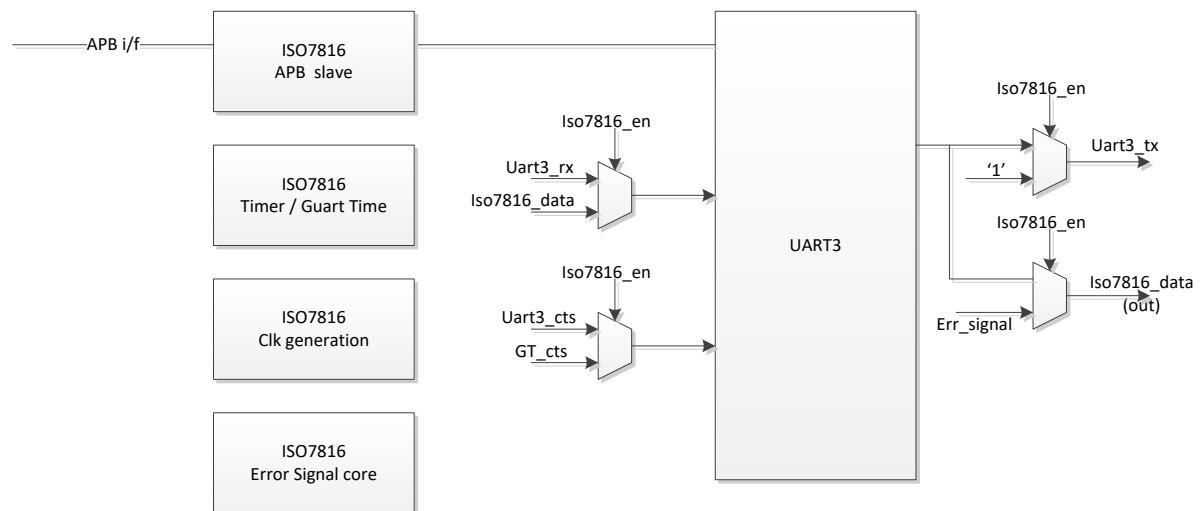 APB i/f
ISO7816
APB slave
ISO7816
Timer / Guart Time
ISO7816
Clk generation
ISO7816
Error Signal core
Iso7816_en
Uart3_rx
Iso7816_data
Iso7816_en
Uart3_cts
GT_cts
UART3
Iso7816_en
Uart3_tx
‘1’
Iso7816_en
Iso7816_data
(out)
Err_signal